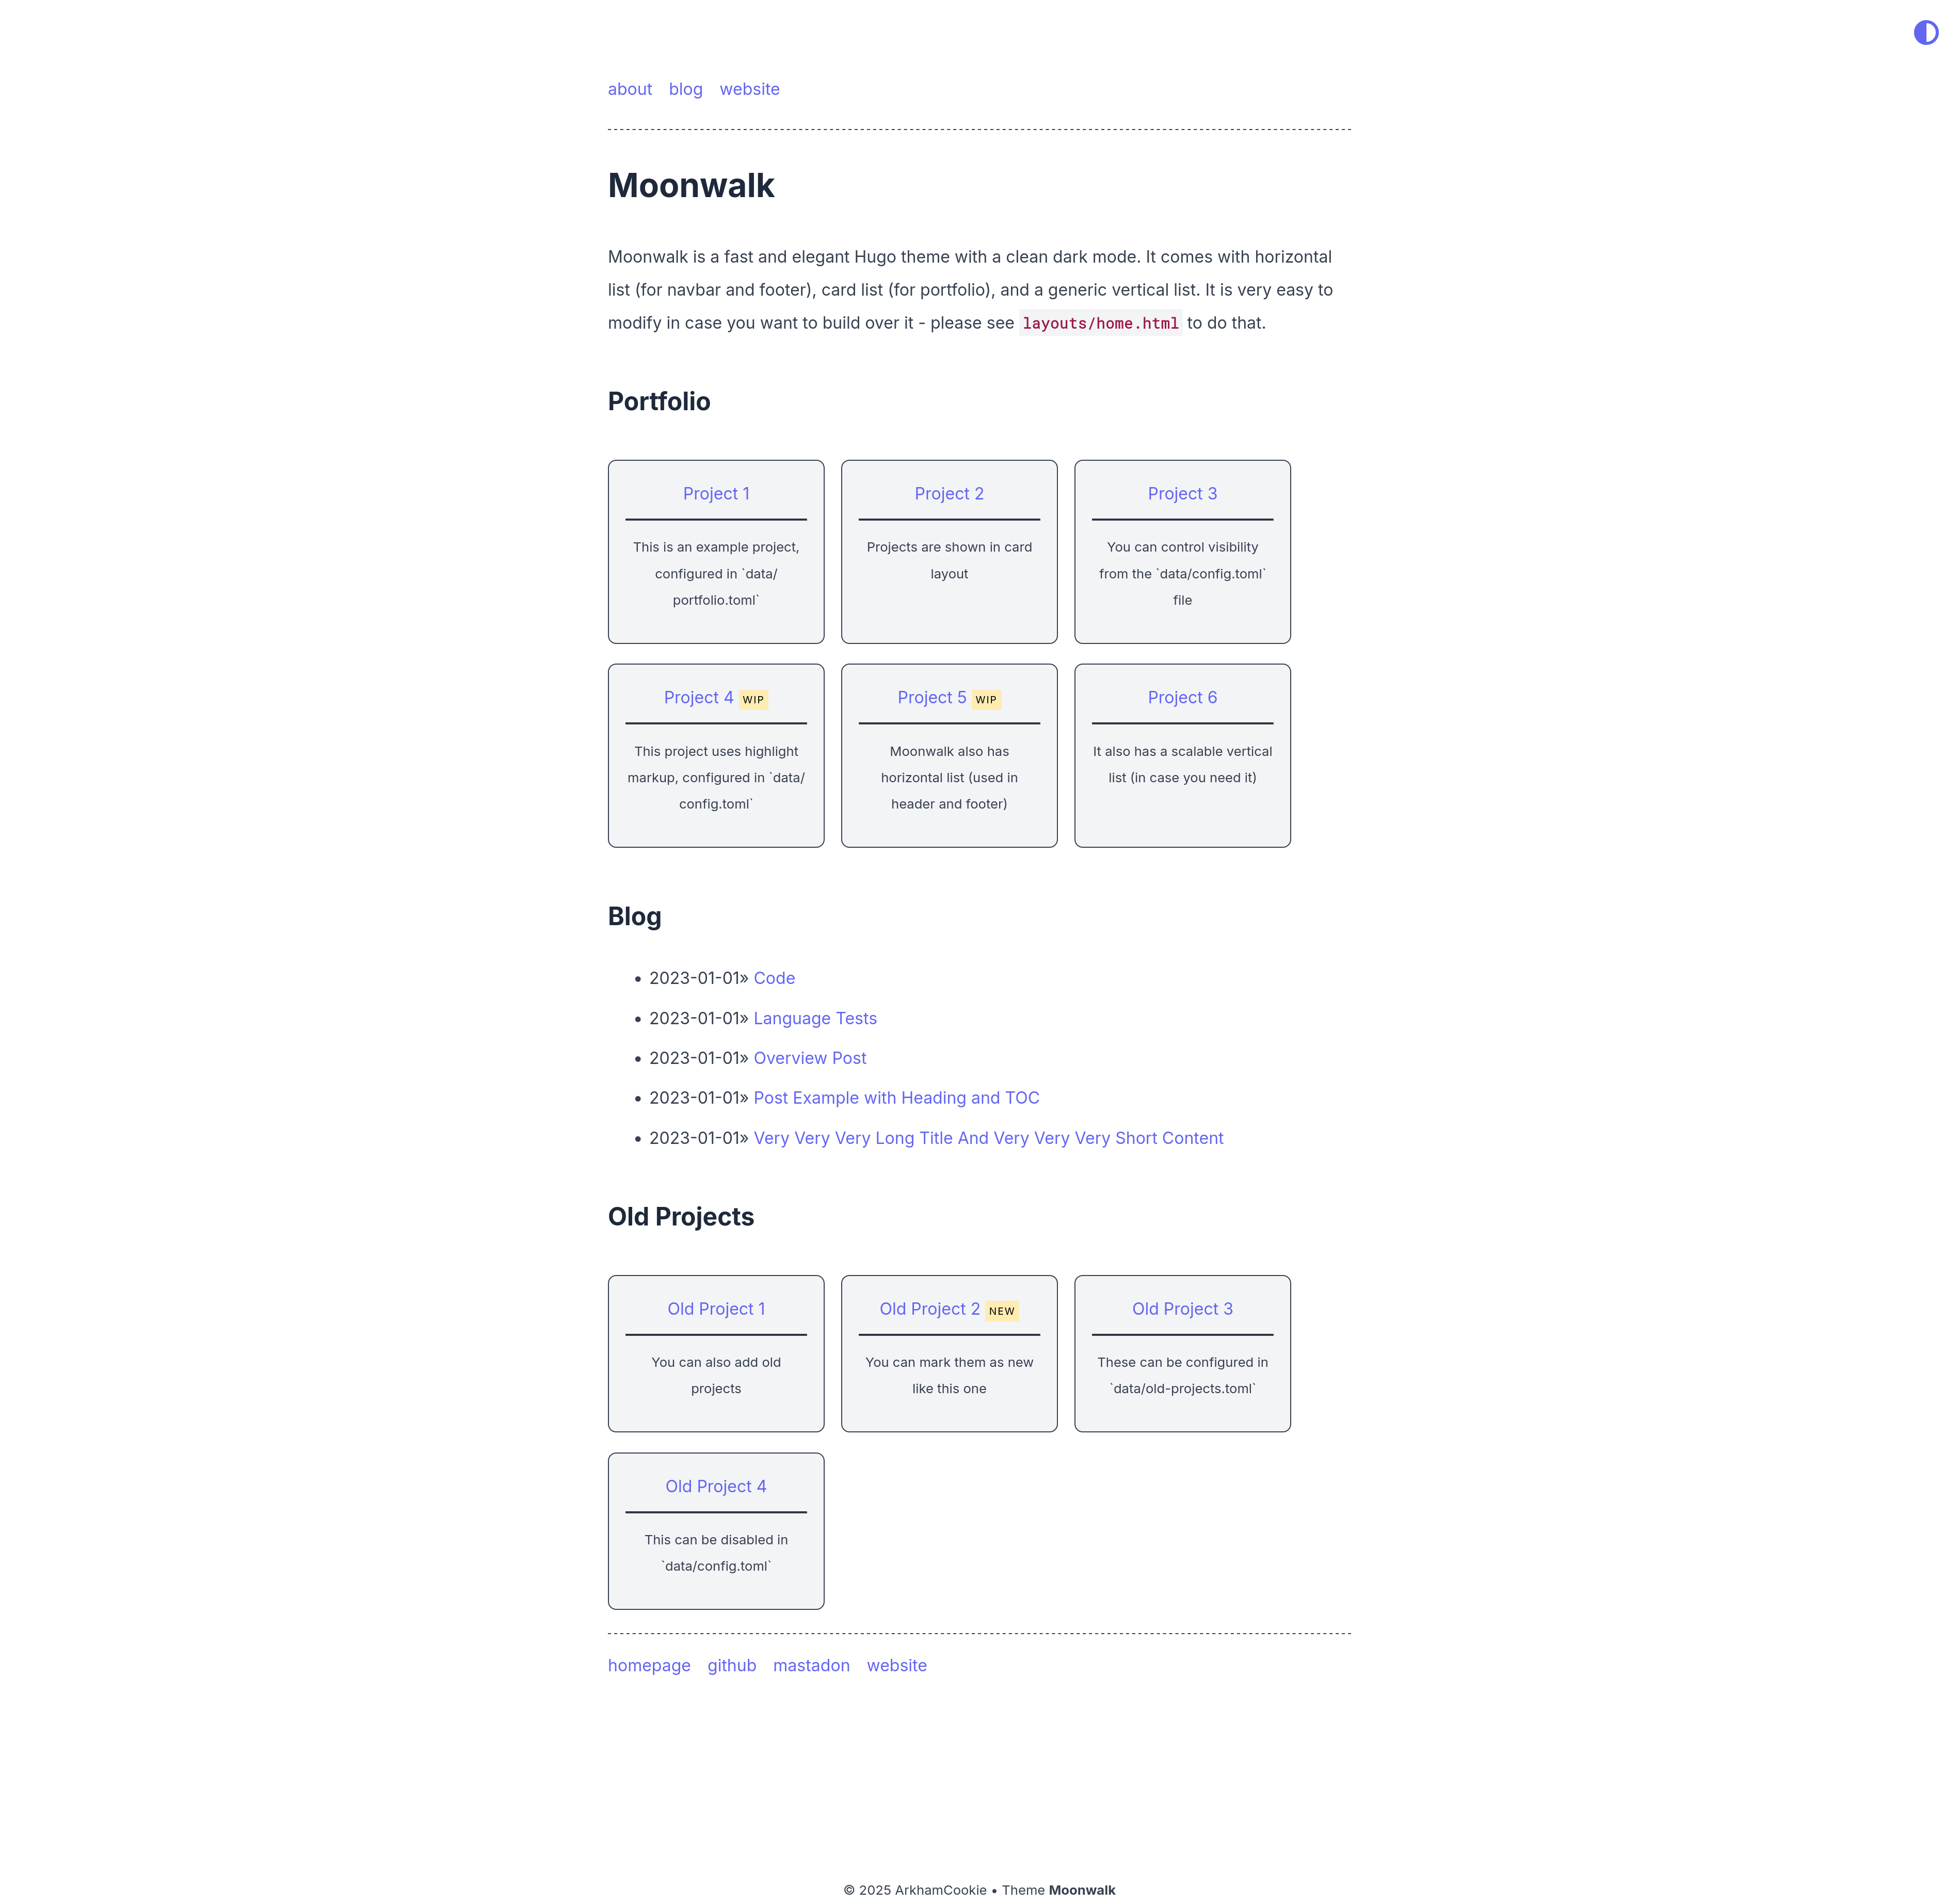 about blog website
Moonwalk
Moonwalk is a fast and elegant Hugo theme with a clean dark mode. It comes with horizontal
list (for navbar and footer), card list (for portfolio), and a generic vertical list. It is very easy to
modify in case you want to build over it - please see layouts/home.html to do that.
Portfolio
Project 1
This is an example project,
configured in `data/
portfolio.toml`
Project 2
Projects are shown in card
layout
Project 3
You can control visibility
from the `data/config.toml`
file
Project 4 WIP
This project uses highlight
markup, configured in `data/
config.toml`
Project 5 WIP
Moonwalk also has
horizontal list (used in
header and footer)
Project 6
It also has a scalable vertical
list (in case you need it)
Blog
• 2023-01-01» Code
• 2023-01-01» Language Tests
• 2023-01-01» Overview Post
• 2023-01-01» Post Example with Heading and TOC
• 2023-01-01» Very Very Very Long Title And Very Very Very Short Content
Old Projects
Old Project 1
You can also add old
projects
Old Project 2 NEW
You can mark them as new
like this one
Old Project 3
These can be configured in
`data/old-projects.toml`
Old Project 4
This can be disabled in
`data/config.toml`
homepage github mastadon website
© 2025 ArkhamCookie • Theme Moonwalk